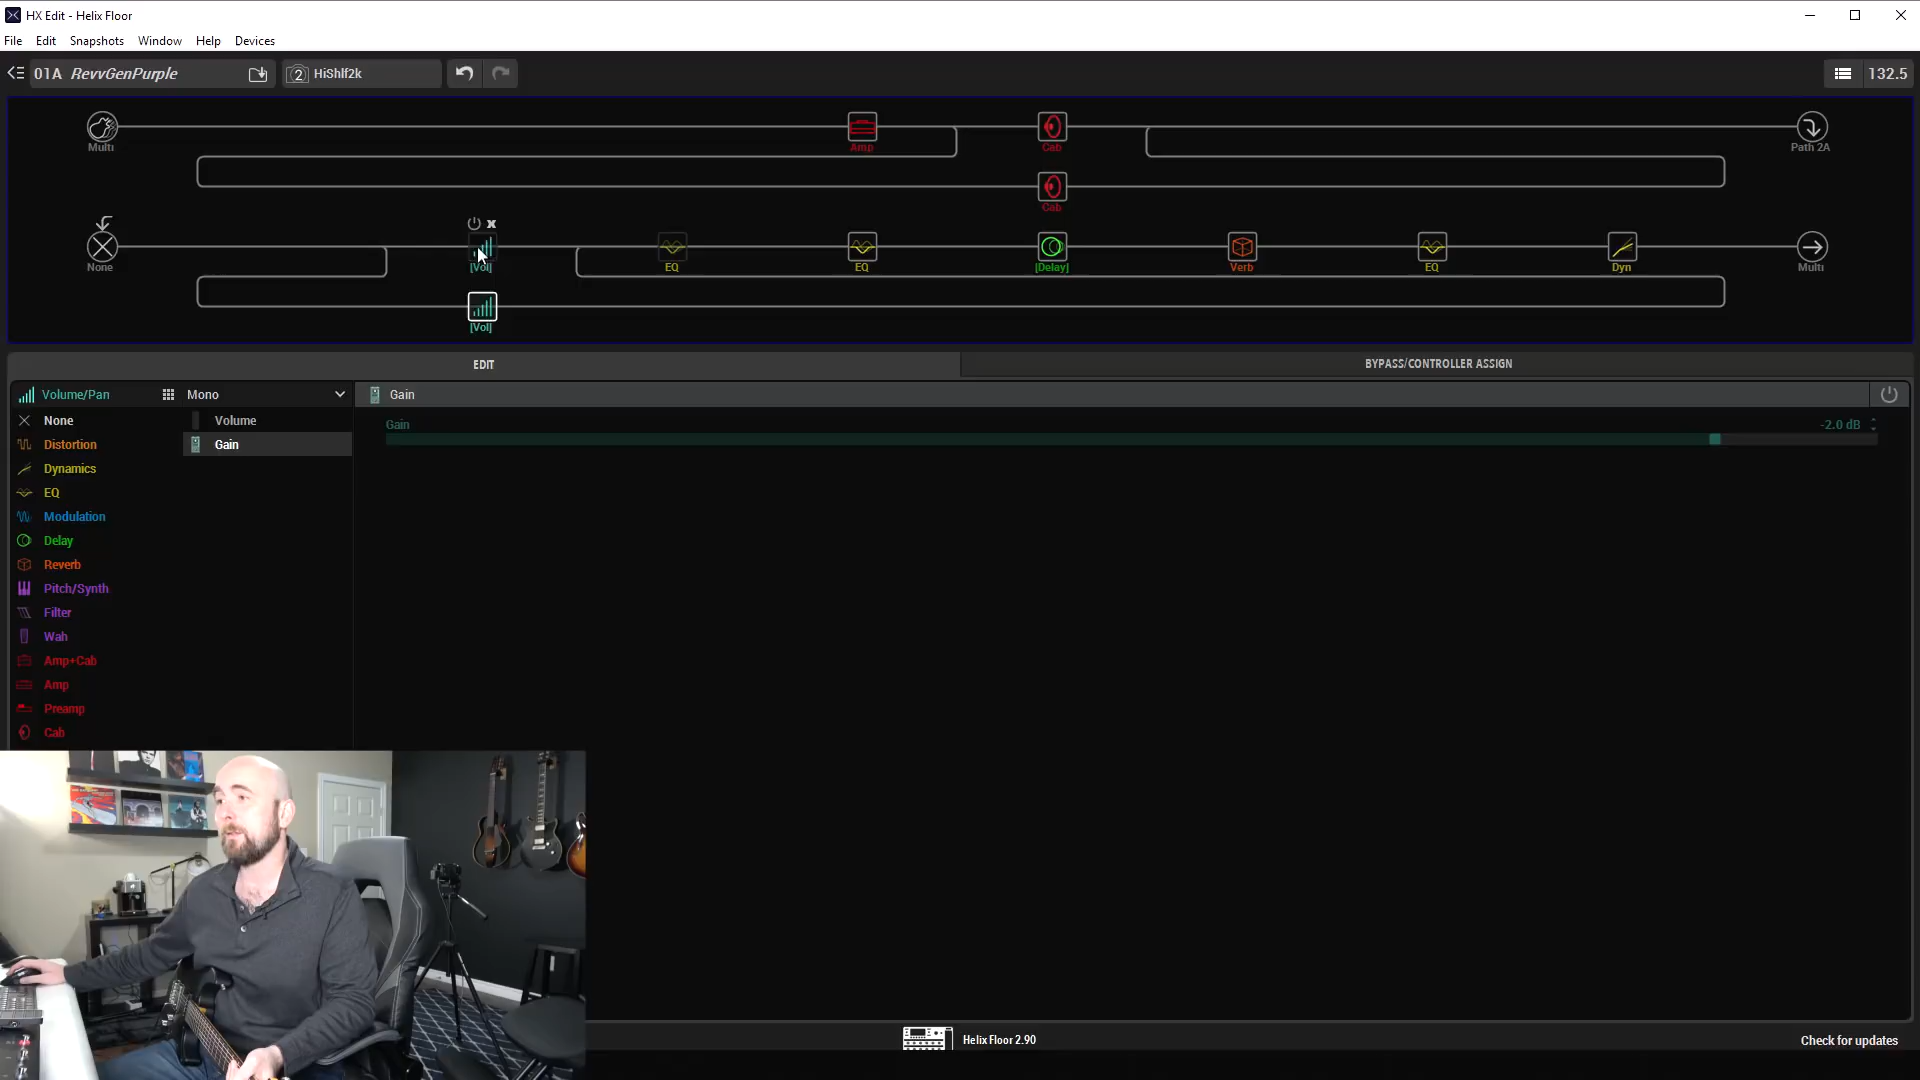 HX Edit - Helix Floor
File Edit Snapshots Window Help Devices
01A RevvGenPurple 2 HiShlf2k 132.5
Multi Amp Cab Path 2A
Cab
None [Vol] EQ EQ [Delay] Verb EQ Dyn Multi
[Vol]
EDIT BYPASS/CONTROLLER ASSIGN
Volume/Pan Mono Gain
None Volume Gain -2.0 dB
Distortion Gain
Dynamics
EQ
Modulation
Delay
Reverb
Pitch/Synth
Filter
Wah
Amp+Cab
Amp
Preamp
Cab
Helix Floor 2.90 Check for updates